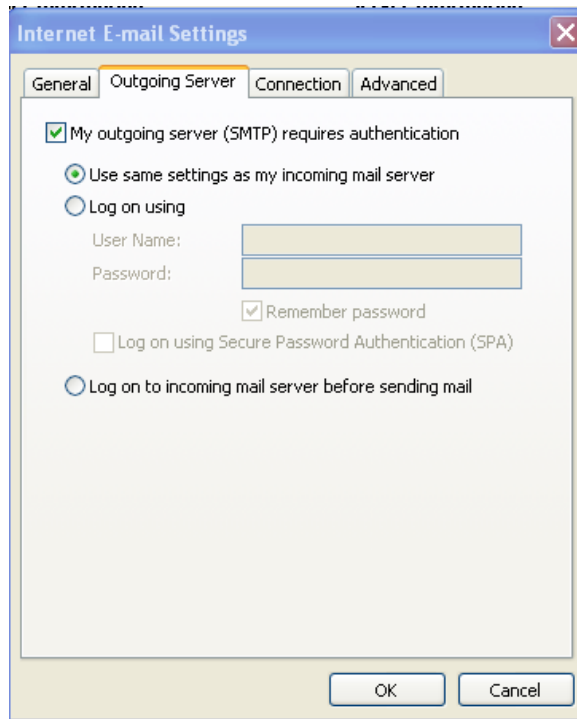 Internet E-mail Settings
General Outgoing Server Connection Advanced
My outgoing server (SMTP) requires authentication
Use same settings as my incoming mail server
Log on using
User Name:
Password:
Remember password
Log on using Secure Password Authentication (SPA)
Log on to incoming mail server before sending mail
OK Cancel